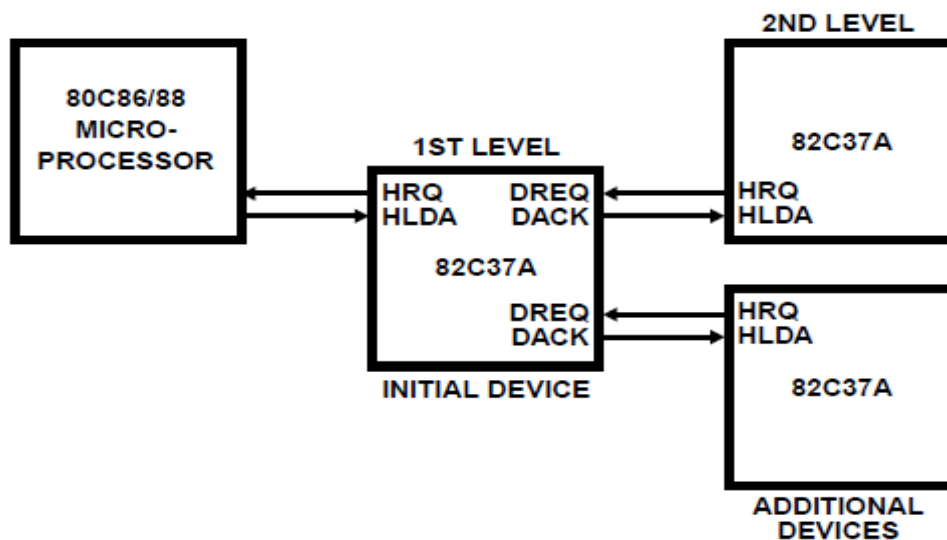 80C86/88
MICRO-
PROCESSOR
1ST LEVEL
HRQ
HLDA
DREQ
DACK
82C37A
DREQ
DACK
INITIAL DEVICE
2ND LEVEL
82C37A
HRQ
HLDA
HRQ
HLDA
82C37A
ADDITIONAL
DEVICES